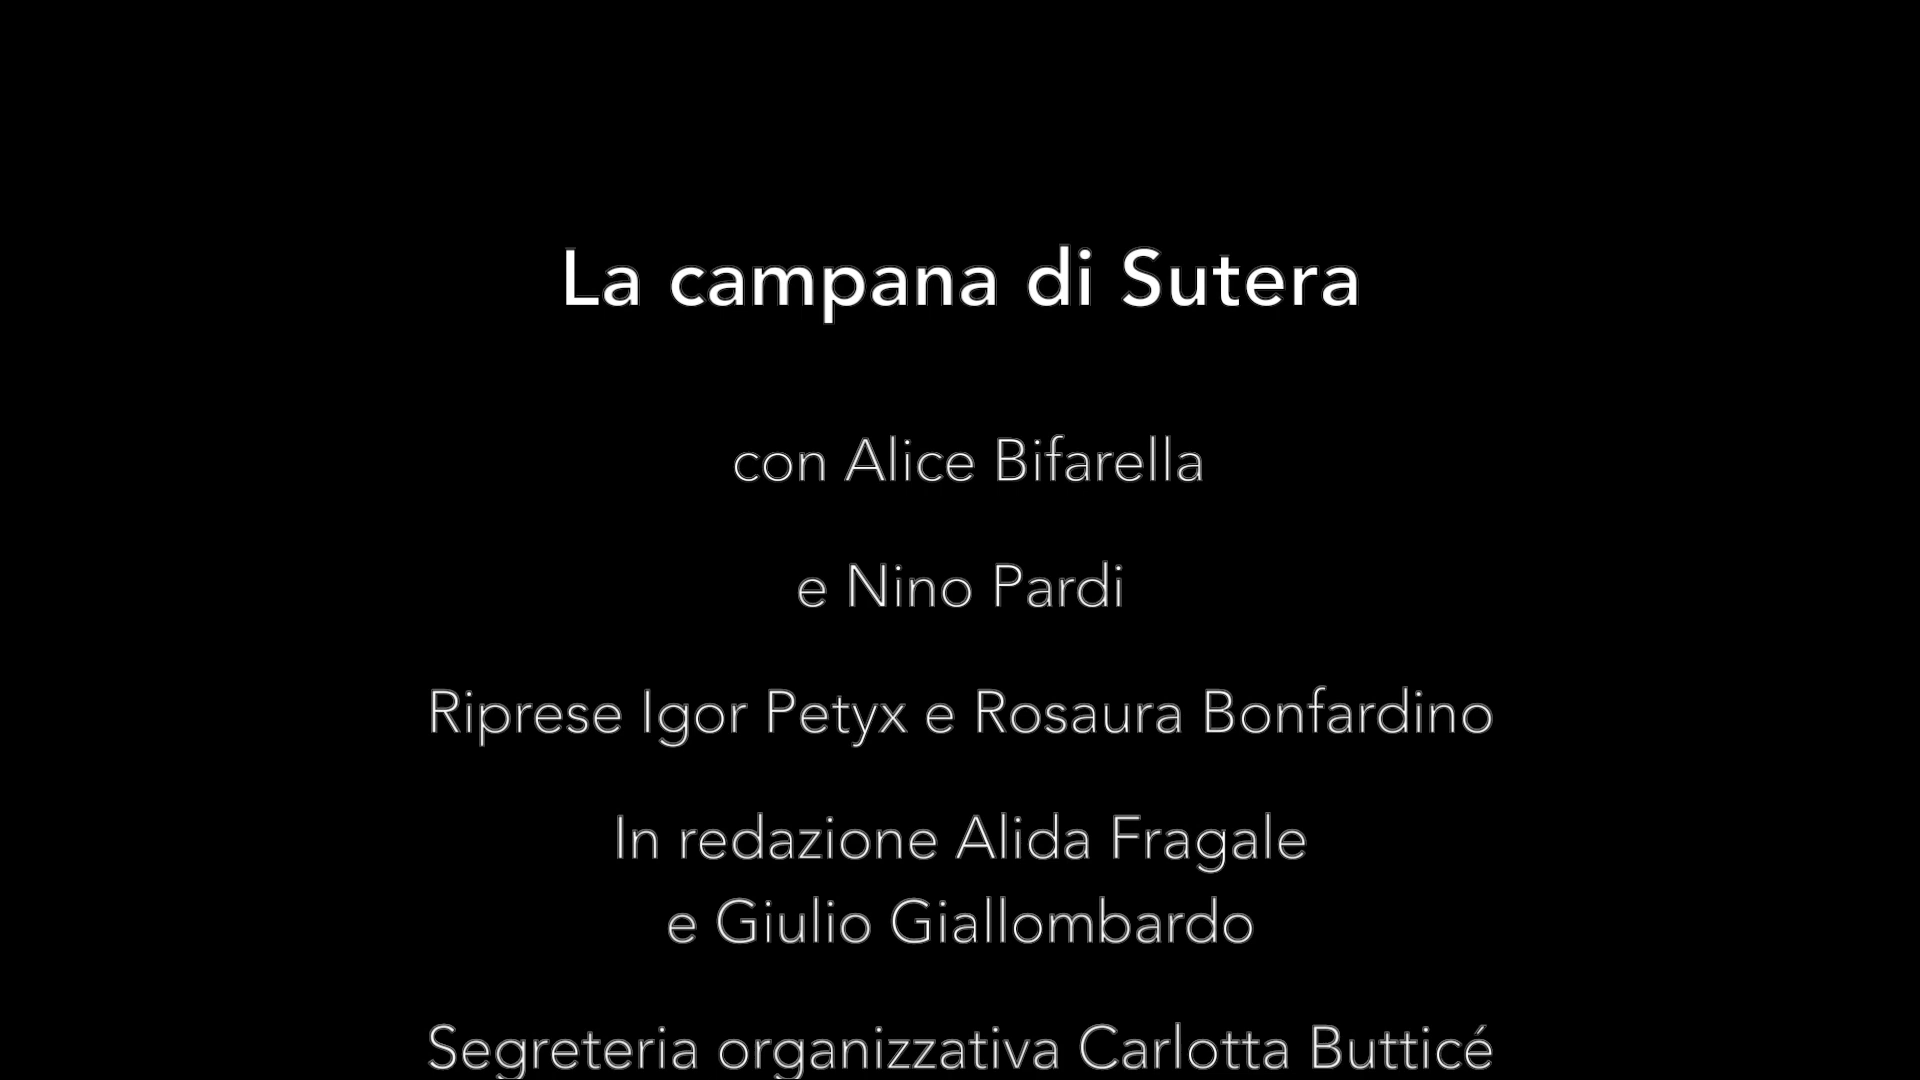 La campana di Sutera
con Alice Bifarella
e Nino Pardi
Riprese Igor Petyx e Rosaura Bonfardino
In redazione Alida Fragale
e Giulio Giallombardo
Segreteria organizzativa Carlotta Butticé